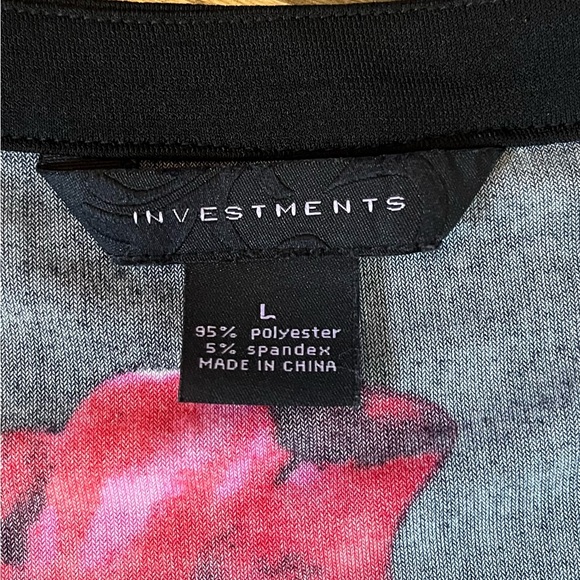 INVESTMENTS
L
95% polyester
5% spandex
MADE IN CHINA